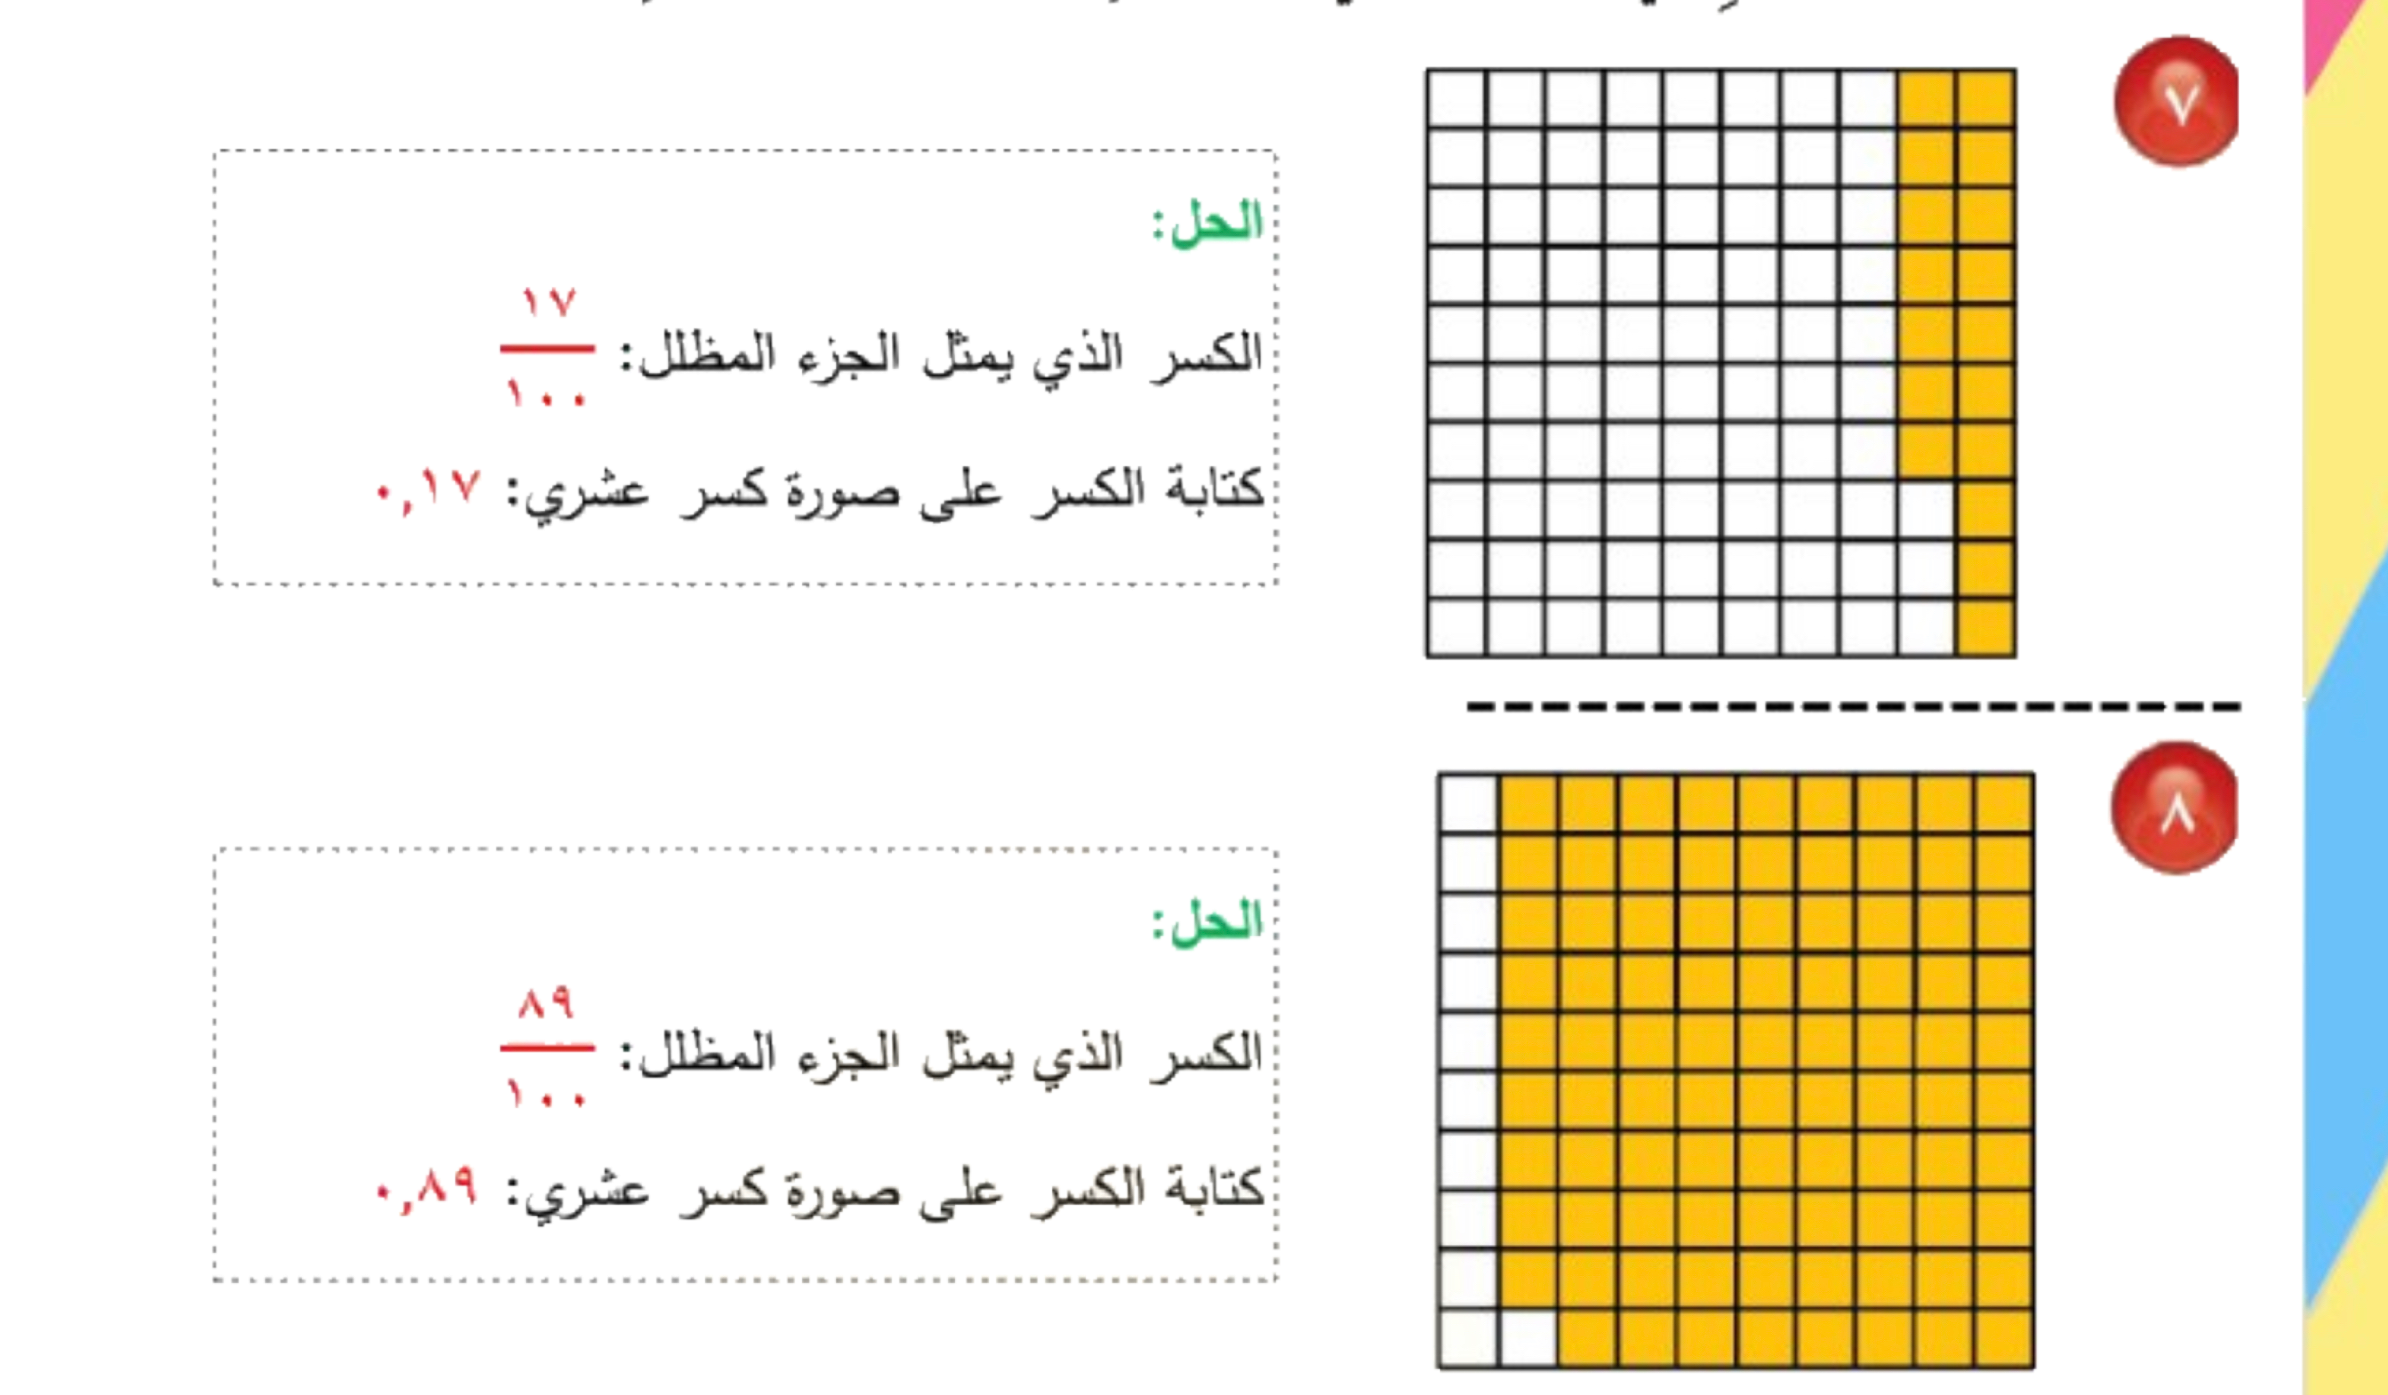 ٧
الحل:
الكسر الذي يمثل الجزء المظلل: ١٧/١٠٠
كتابة الكسر على صورة كسر عشري: ٠,١٧
٨
الحل:
الكسر الذي يمثل الجزء المظلل: ٨٩/١٠٠
كتابة الكسر على صورة كسر عشري: ٠,٨٩